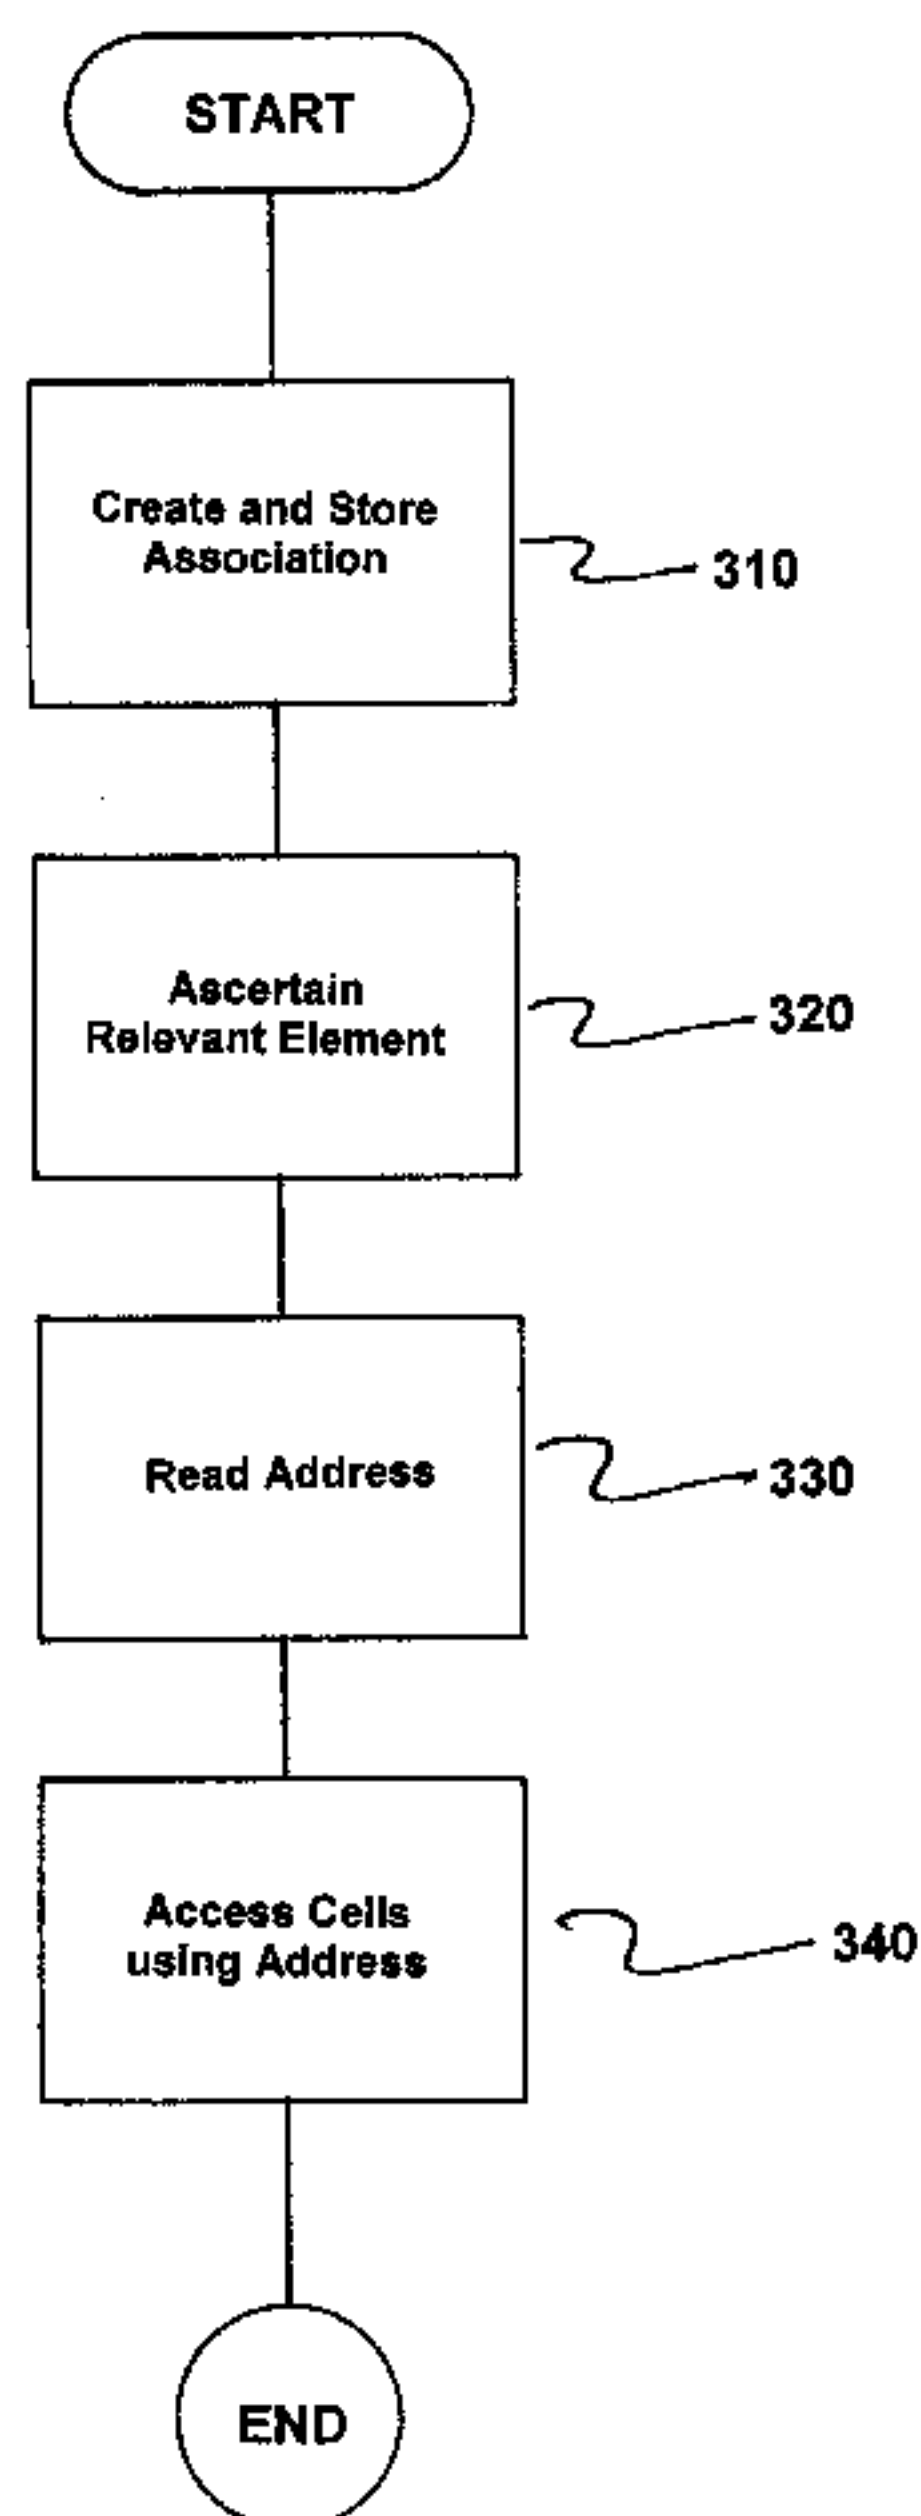 START
Create and Store
Association
310
Ascertain
Relevant Element
320
Read Address
330
Access Cells
using Address
340
END